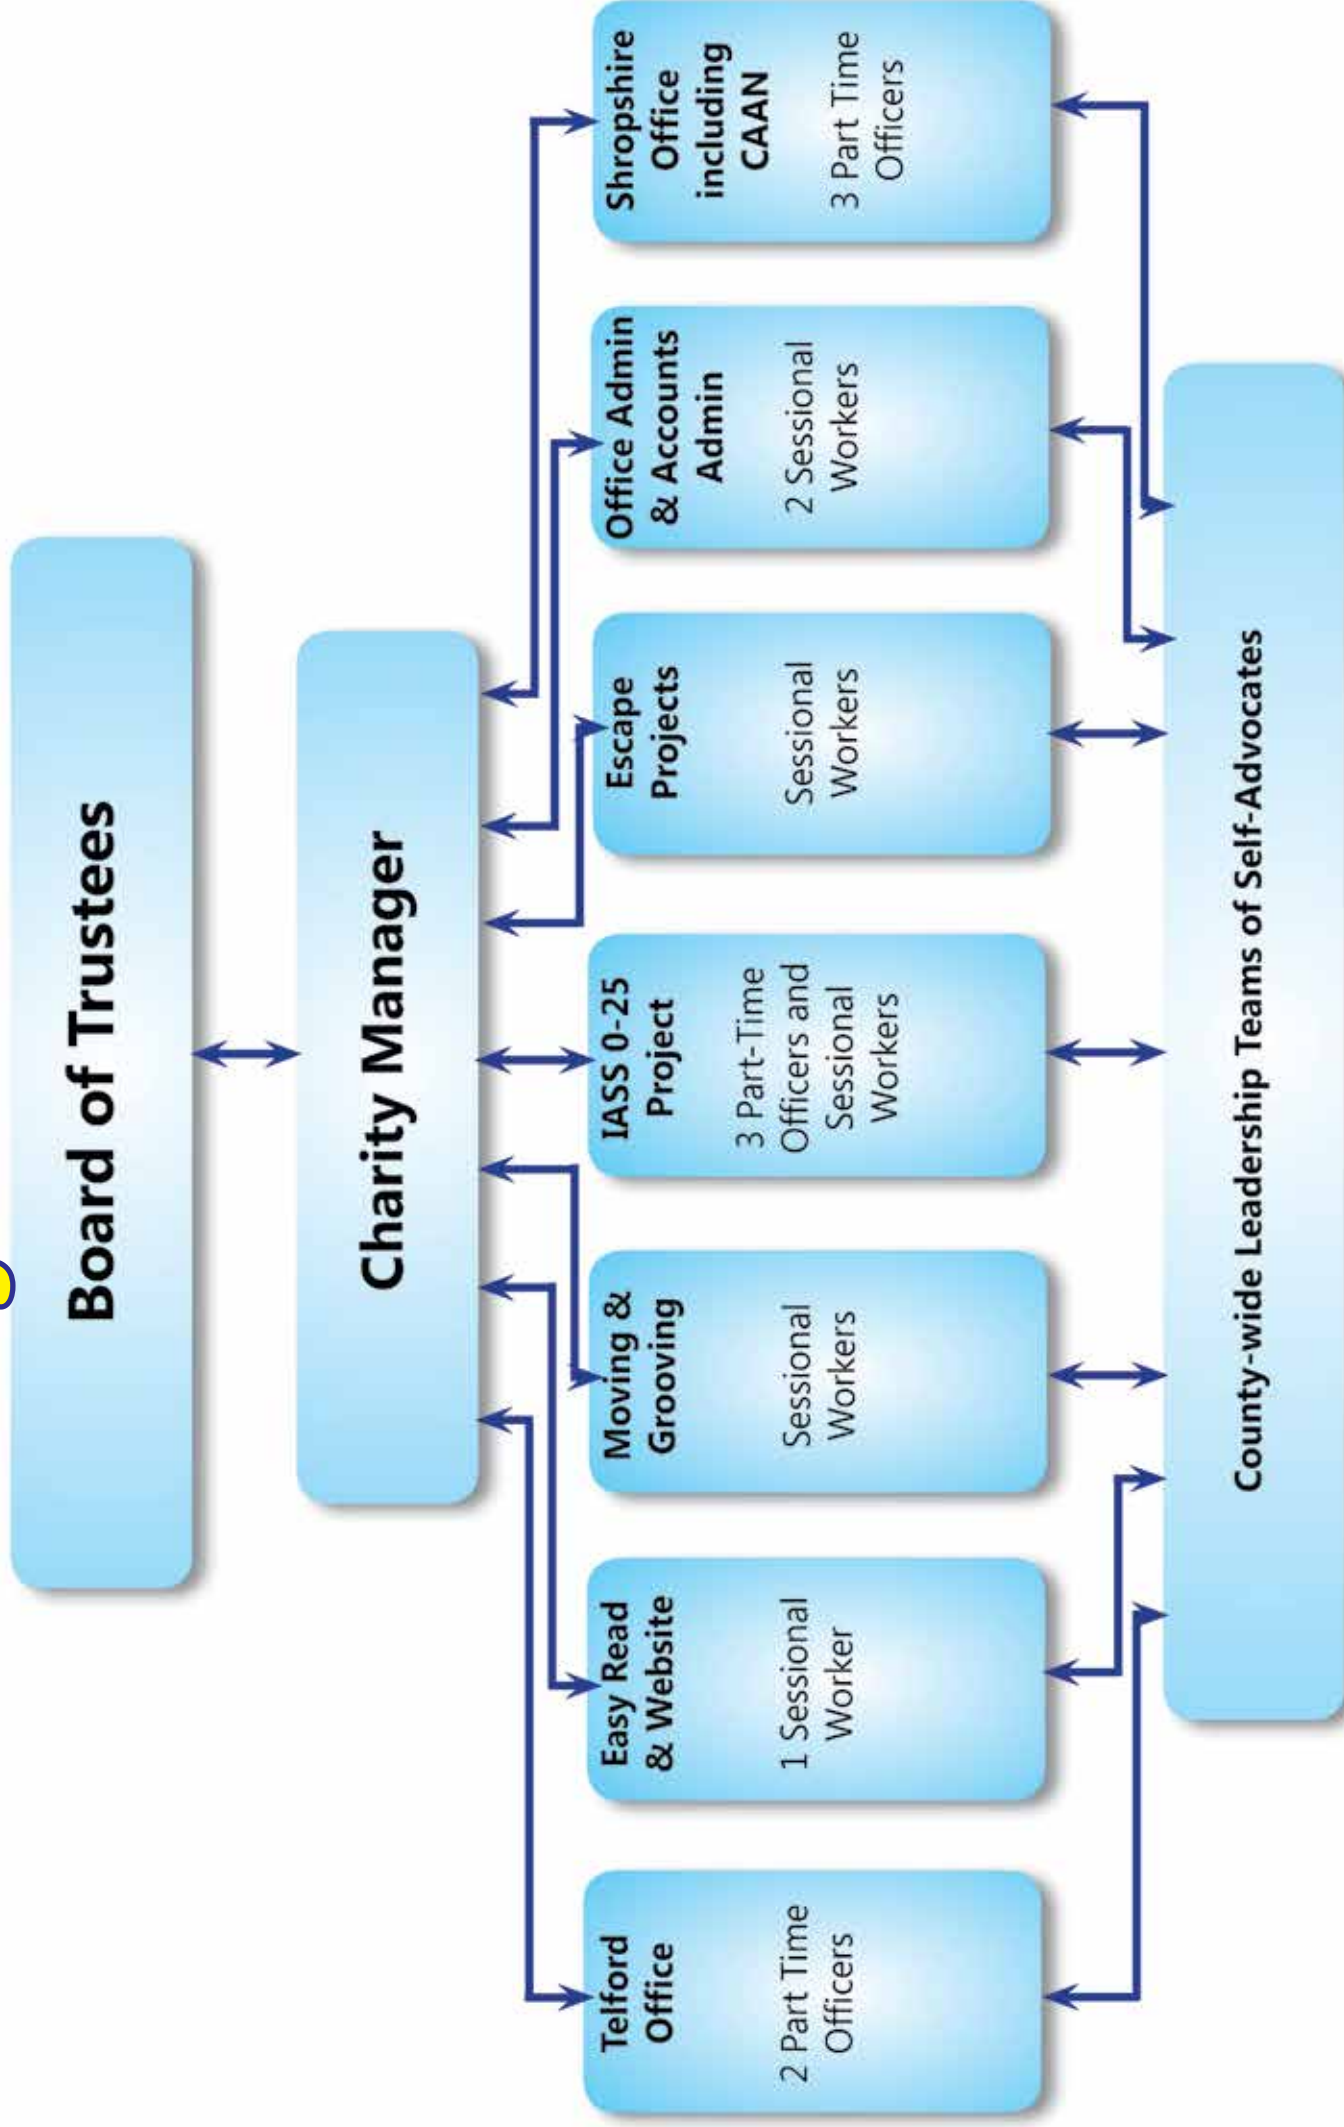 Board of Trustees
Charity Manager
Telford
Office
2 Part Time
Officers
Easy Read
& Website
1 Sessional
Worker
Moving &
Grooving
Sessional
Workers
IASS 0-25
Project
3 Part-Time
Officers and
Sessional
Workers
Escape
Projects
Sessional
Workers
Office Admin
& Accounts
Admin
2 Sessional
Workers
Shropshire
Office
including
CAAN
3 Part Time
Officers
County-wide Leadership Teams of Self-Advocates